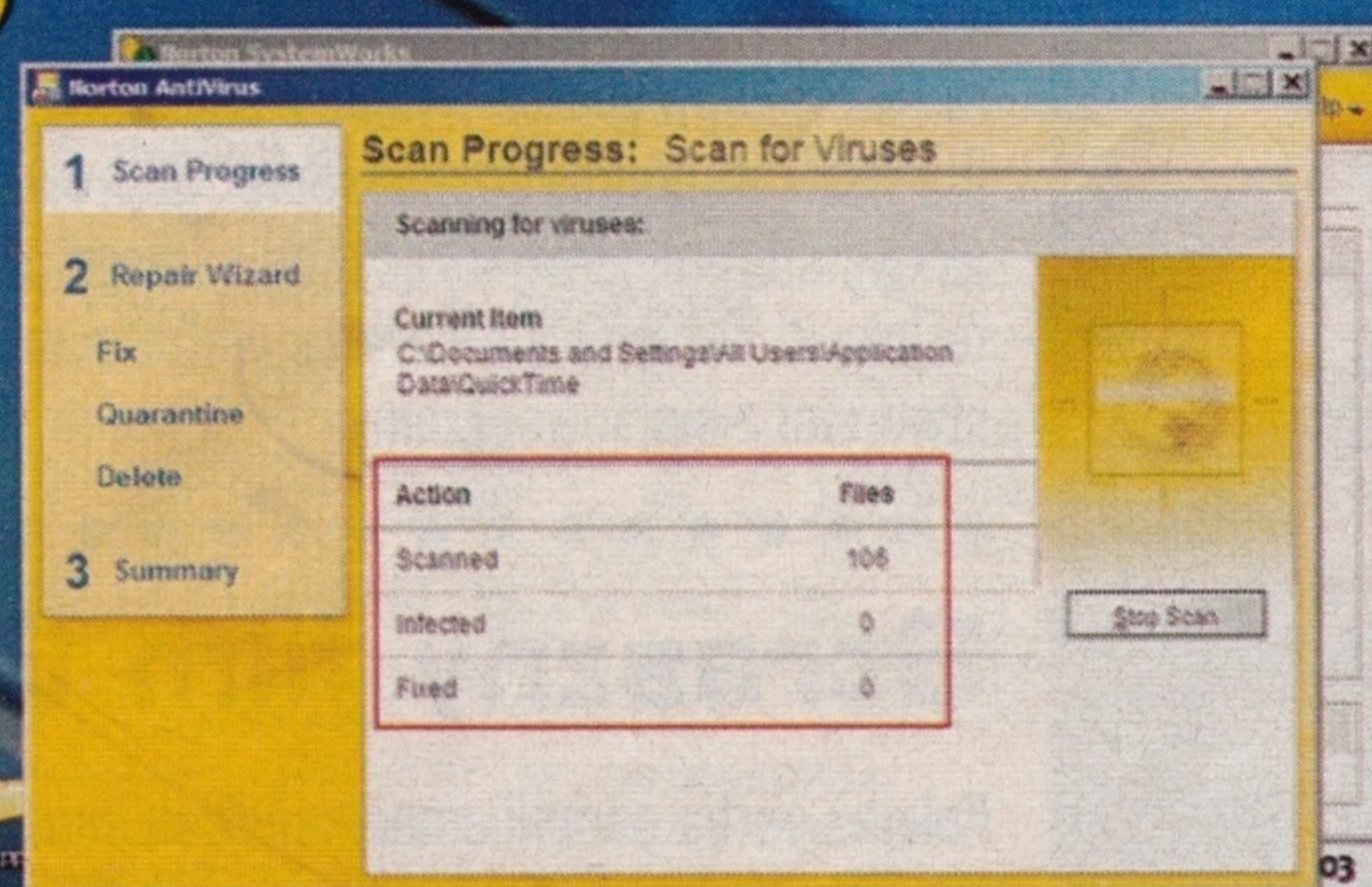 Norton SystemWorks
Norton AntiVirus
lp
1 Scan Progress
2 Repair Wizard
Fix
Quarantine
Delete
3 Summary
Scan Progress: Scan for Viruses
Scanning for viruses:
Current Item
C:\Documents and Settings\All Users\Application
Data\QuickTime
Action Files
Scanned 106
Infected 0
Fixed 0
Stop Scan
03